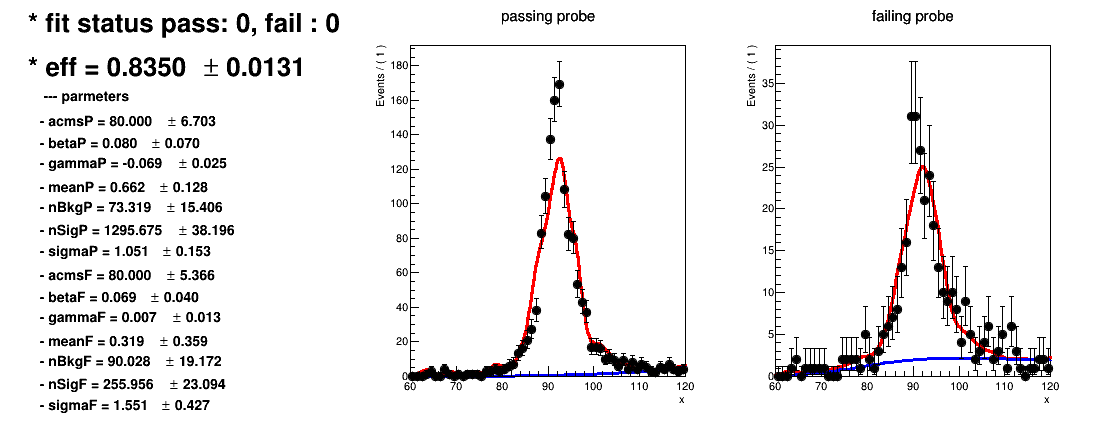 * fit status pass: 0, fail : 0
* eff = 0.8350 ± 0.0131
--- parmeters
- acmsP = 80.000 ± 6.703
- betaP = 0.080 ± 0.070
- gammaP = -0.069 ± 0.025
- meanP = 0.662 ± 0.128
- nBkgP = 73.319 ± 15.406
- nSigP = 1295.675 ± 38.196
- sigmaP = 1.051 ± 0.153
- acmsF = 80.000 ± 5.366
- betaF = 0.069 ± 0.040
- gammaF = 0.007 ± 0.013
- meanF = 0.319 ± 0.359
- nBkgF = 90.028 ± 19.172
- nSigF = 255.956 ± 23.094
- sigmaF = 1.551 ± 0.427
passing probe
Events / ( 1 )
180
160
140
120
100
80
60
40
20
0
60 70 80 90 100 110 120
x
failing probe
Events / ( 1 )
35
30
25
20
15
10
5
0
60 70 80 90 100 110 120
x